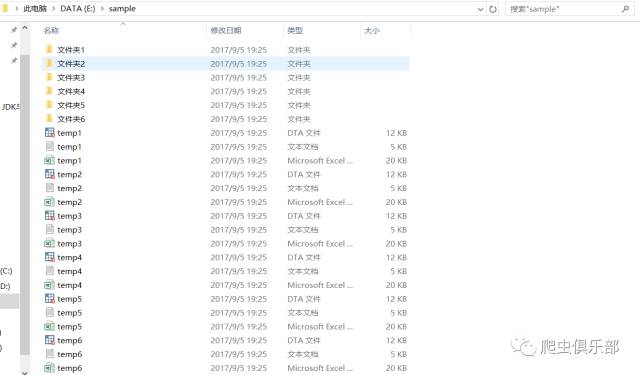 此电脑 > DATA (E:) > sample 搜索"sample"
名称 修改日期 类型 大小
文件夹1 2017/9/5 19:25 文件夹
文件夹2 2017/9/5 19:25 文件夹
文件夹3 2017/9/5 19:25 文件夹
文件夹4 2017/9/5 19:25 文件夹
文件夹5 2017/9/5 19:25 文件夹
JDK与
文件夹6 2017/9/5 19:25 文件夹
temp1 2017/9/5 19:25 DTA 文件 12 KB
temp1 2017/9/5 19:25 文本文档 5 KB
temp1 2017/9/5 19:25 Microsoft Excel ... 20 KB
temp2 2017/9/5 19:25 DTA 文件 12 KB
temp2 2017/9/5 19:25 文本文档 5 KB
temp2 2017/9/5 19:25 Microsoft Excel ... 20 KB
temp3 2017/9/5 19:25 DTA 文件 12 KB
temp3 2017/9/5 19:25 文本文档 5 KB
temp3 2017/9/5 19:25 Microsoft Excel ... 20 KB
temp4 2017/9/5 19:25 DTA 文件 12 KB
(C:) temp4 2017/9/5 19:25 文本文档 5 KB
D:) temp4 2017/9/5 19:25 Microsoft Excel ... 20 KB
temp5 2017/9/5 19:25 DTA 文件 12 KB
temp5 2017/9/5 19:25 文本文档 5 KB
temp5 2017/9/5 19:25 Microsoft Excel ... 20 KB
temp6 2017/9/5 19:25 DTA 文件 12 KB
temp6 2017/9/5 19:25 文本文档 5 KB
temp6 2017/9/5 19:25 Microsoft Excel ... 20 KB
爬虫俱乐部